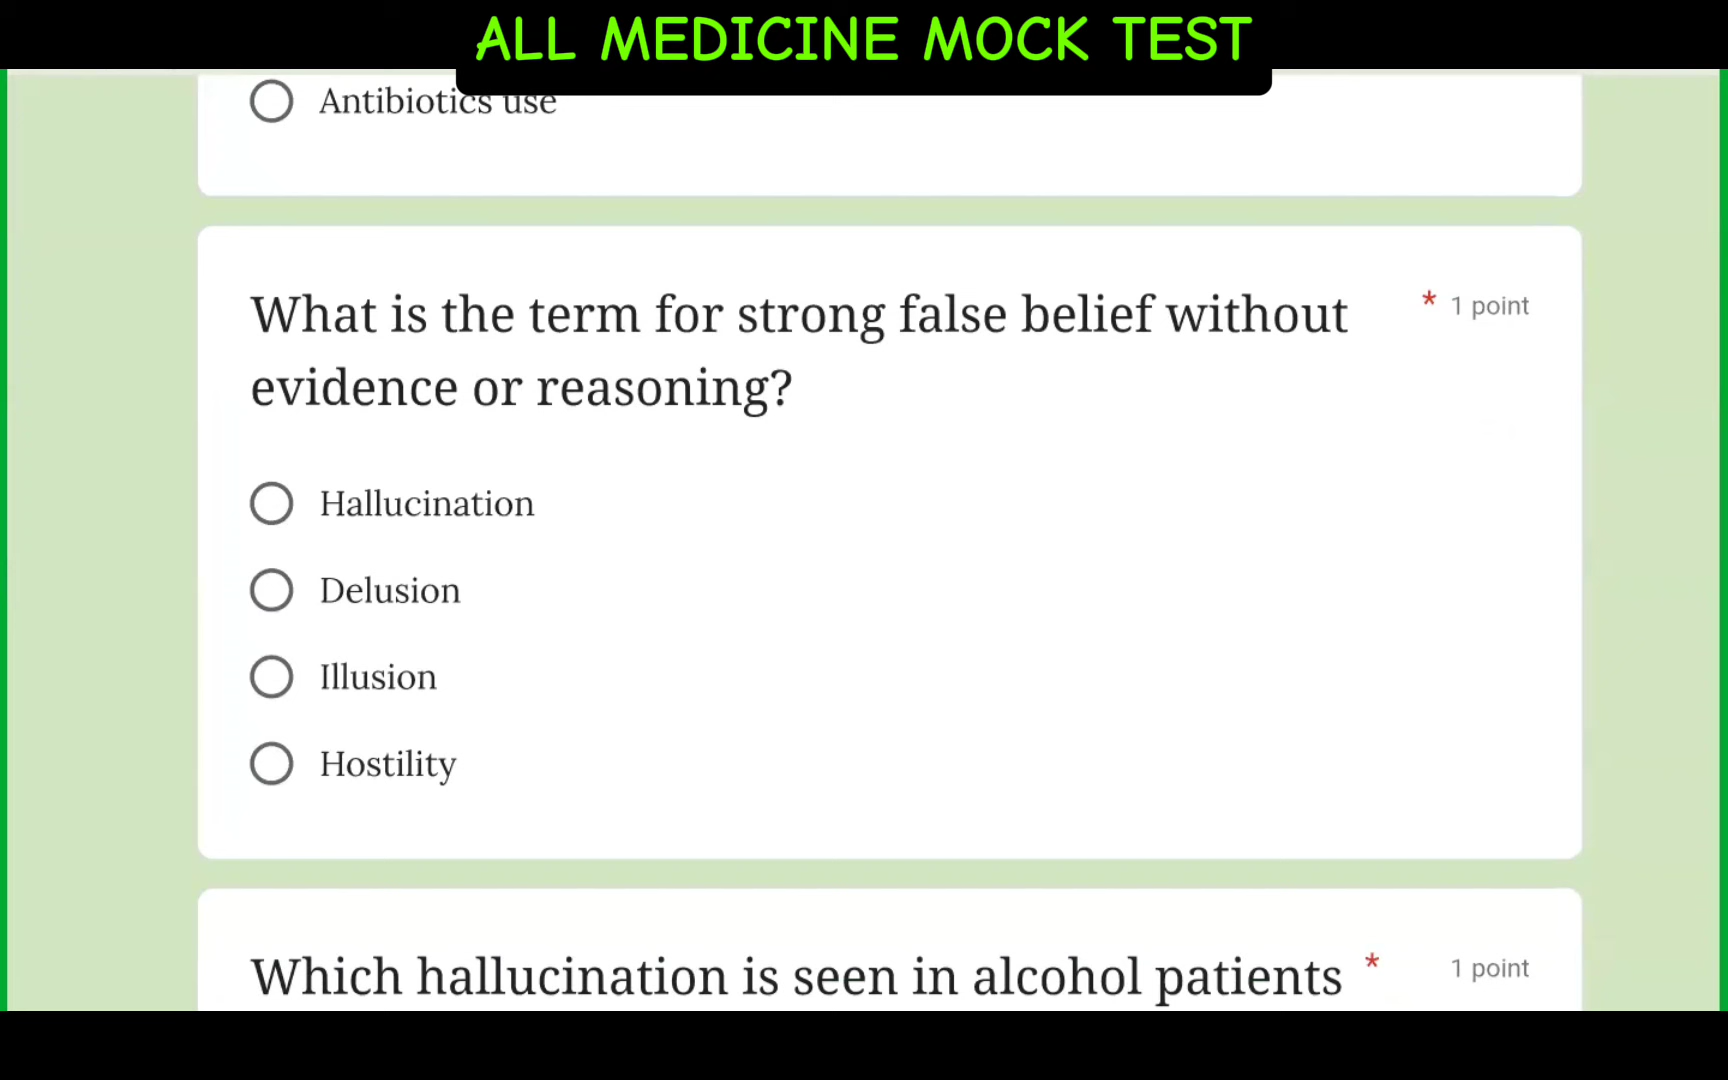 ALL MEDICINE MOCK TEST
Antibiotics use
What is the term for strong false belief without * 1 point
evidence or reasoning?
Hallucination
Delusion
Illusion
Hostility
Which hallucination is seen in alcohol patients * 1 point